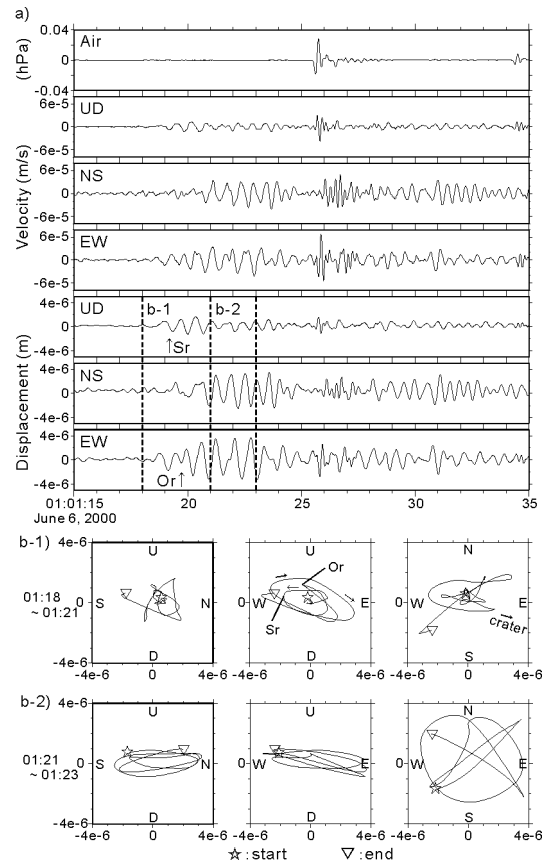 a)
0.04
Air
0
(hPa)
-0.04
6e-5
UD
0
-6e-5
6e-5
NS
0
-6e-5
Velocity (m/s)
6e-5
EW
0
-6e-5
4e-6
UD
b-1
b-2
0
↑Sr
-4e-6
4e-6
NS
0
-4e-6
Displacement (m)
4e-6
EW
0
Or↑
-4e-6
01:01:15
20
25
30
35
June 6, 2000
b-1)
4e-6
U
U
N
Or
01:18
~ 01:21
0
S
N
W
E
W
E
Sr
crater
D
D
S
-4e-6
-4e-6
0
4e-6
-4e-6
0
4e-6
-4e-6
0
4e-6
b-2)
4e-6
U
U
N
01:21
~ 01:23
0
S
N
W
E
W
E
D
D
S
-4e-6
-4e-6
0
4e-6
-4e-6
0
4e-6
-4e-6
0
4e-6
☆ : start
▽ : end